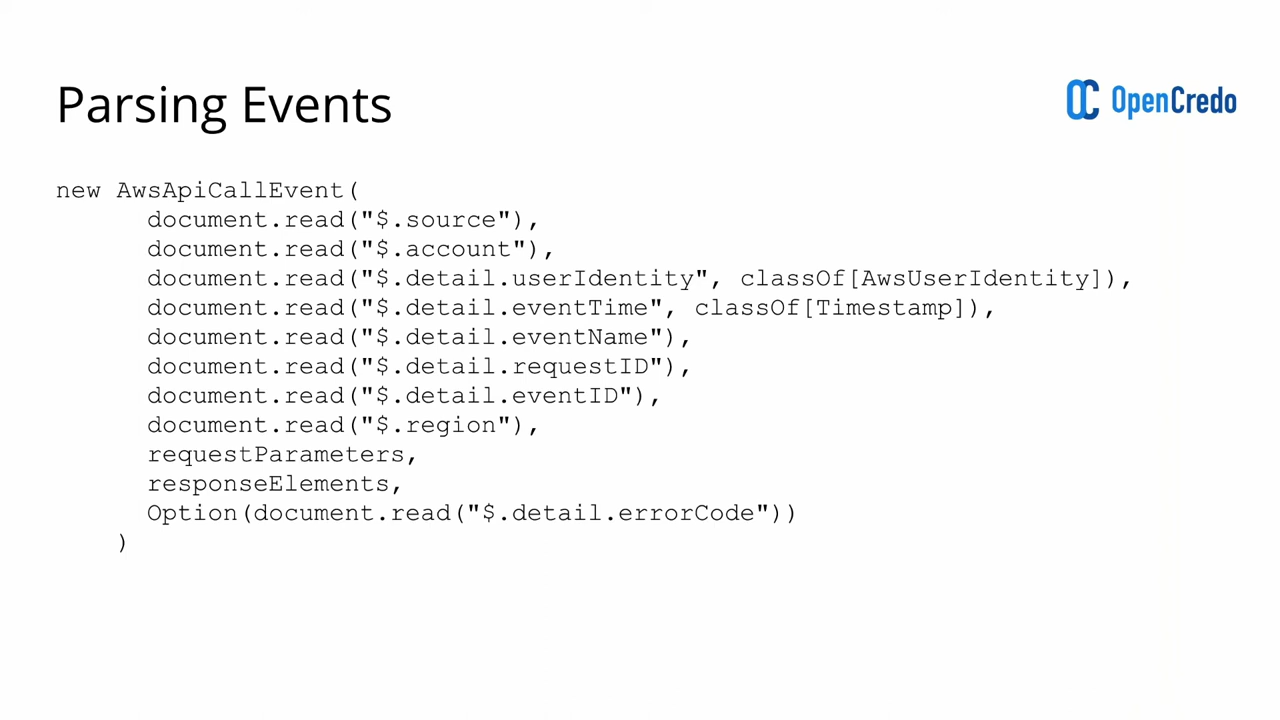 Parsing Events
OpenCredo
new AwsApiCallEvent(
document.read("$.source"),
document.read("$.account"),
document.read("$.detail.userIdentity", classOf[AwsUserIdentity]),
document.read("$.detail.eventTime", classOf[Timestamp]),
document.read("$.detail.eventName"),
document.read("$.detail.requestID"),
document.read("$.detail.eventID"),
document.read("$.region"),
requestParameters,
responseElements,
Option(document.read("$.detail.errorCode"))
)